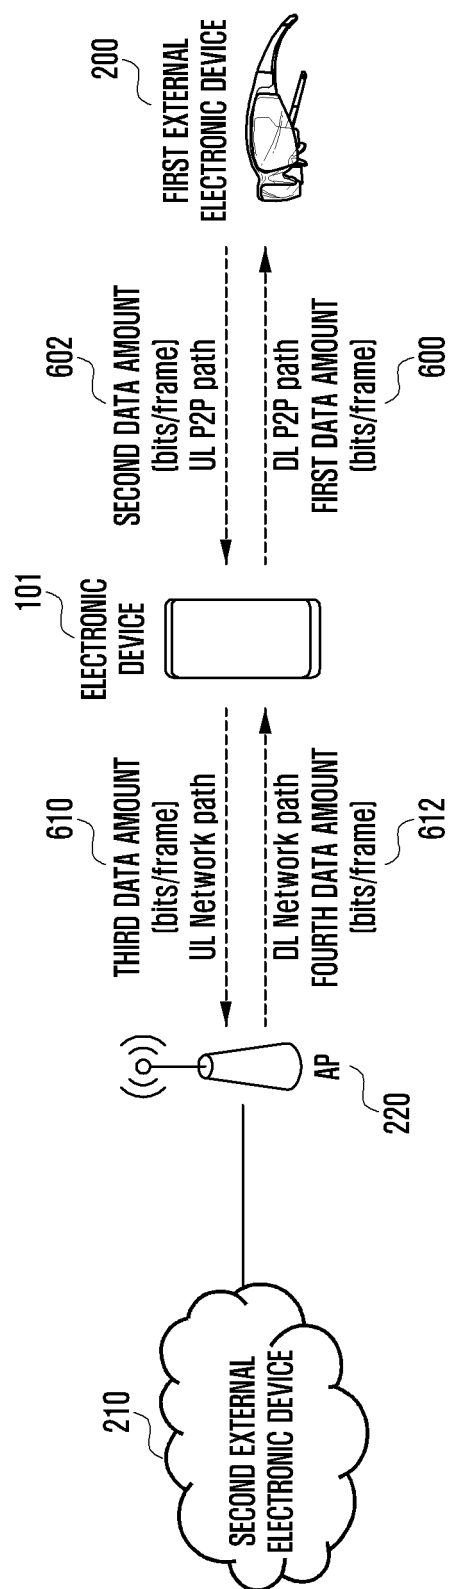 210
SECOND EXTERNAL
ELECTRONIC DEVICE
AP
220
610
THIRD DATA AMOUNT
(bits/frame)
UL Network path
DL Network path
FOURTH DATA AMOUNT
(bits/frame)
612
101
ELECTRONIC
DEVICE
602
SECOND DATA AMOUNT
(bits/frame)
UL P2P path
DL P2P path
FIRST DATA AMOUNT
(bits/frame)
600
200
FIRST EXTERNAL
ELECTRONIC DEVICE